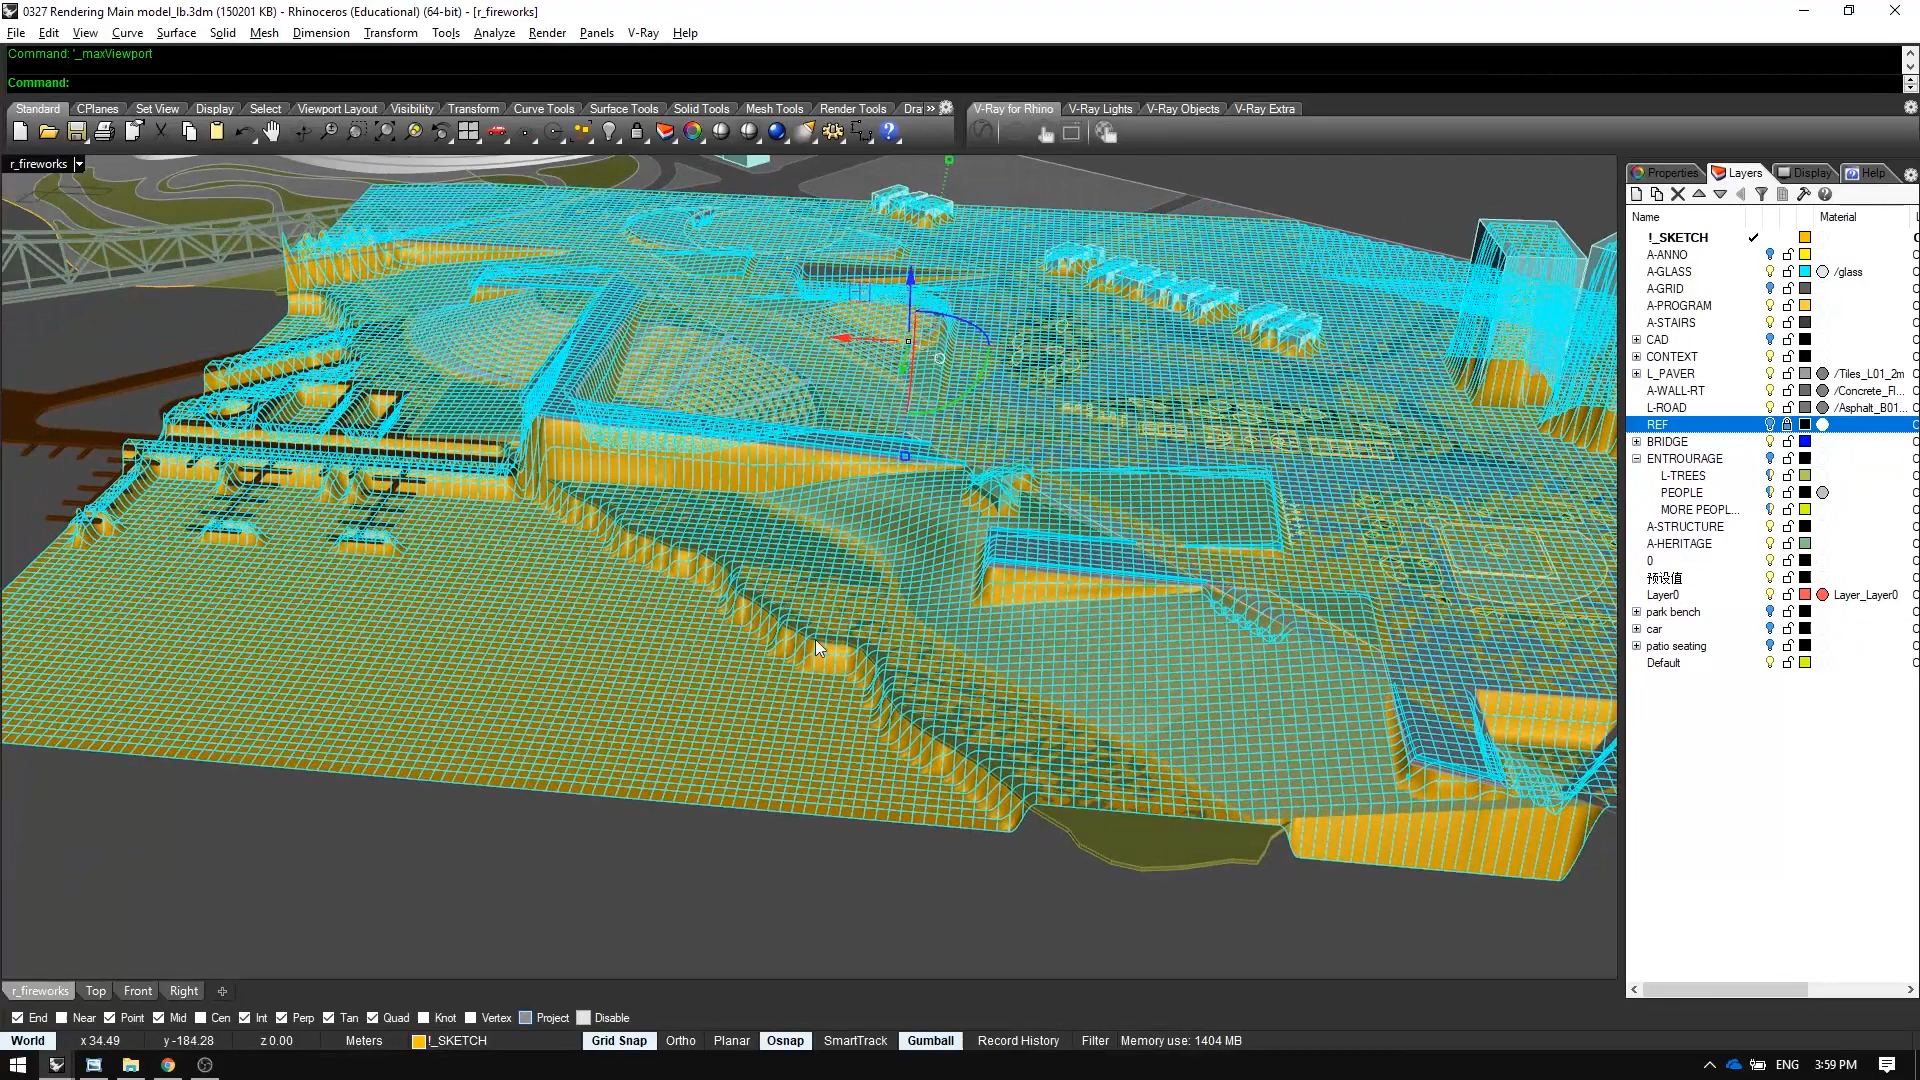 0327 Rendering Main model_lb.3dm (150201 KB) - Rhinoceros (Educational) (64-bit) - [r_fireworks]
File Edit View Curve Surface Solid Mesh Dimension Transform Tools Analyze Render Panels V-Ray Help
Command: '_maxViewport
Command:
Standard CPlanes Set View Display Select Viewport Layout Visibility Transform Curve Tools Surface Tools Solid Tools Mesh Tools Render Tools Dra »
V-Ray for Rhino V-Ray Lights V-Ray Objects V-Ray Extra
r_fireworks
Properties Layers Display Help
Name Material
!_SKETCH
A-ANNO
A-GLASS /glass
A-GRID
A-PROGRAM
A-STAIRS
CAD
CONTEXT
L_PAVER /Tiles_L01_2m
A-WALL-RT /Concrete_Fl...
L-ROAD /Asphalt_B01...
REF
BRIDGE
ENTOURAGE
L-TREES
PEOPLE
MORE PEOPL...
A-STRUCTURE
A-HERITAGE
0
预设值
Layer0 Layer_Layer0
park bench
car
patio seating
Default
r_fireworks Top Front Right
End Near Point Mid Cen Int Perp Tan Quad Knot Vertex Project Disable
World x 34.49 y -184.28 z 0.00 Meters !_SKETCH Grid Snap Ortho Planar Osnap SmartTrack Gumball Record History Filter Memory use: 1404 MB
ENG 3:59 PM